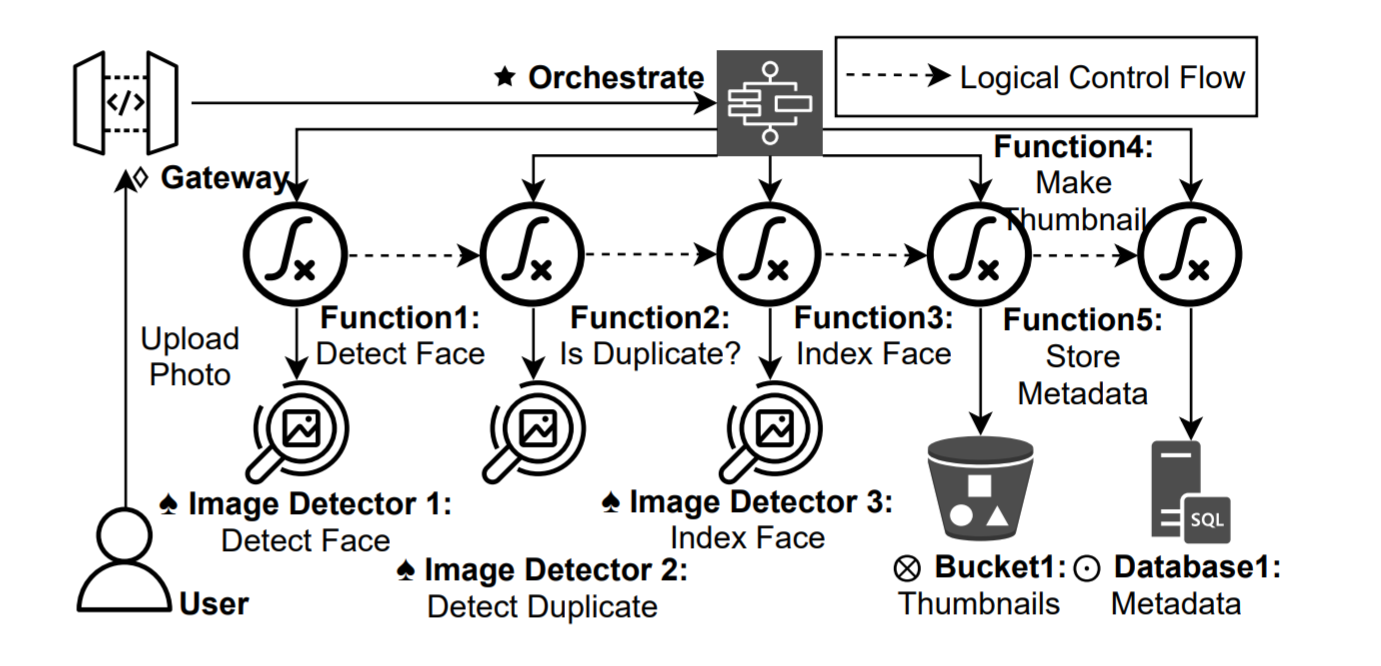 ★ Orchestrate
Logical Control Flow
</>
◊ Gateway
Function4:
Make
Thumbnail
Upload
Photo
Function1:
Detect Face
Function2:
Is Duplicate?
Function3:
Index Face
Function5:
Store
Metadata
♠ Image Detector 1:
Detect Face
♠ Image Detector 2:
Detect Duplicate
♠ Image Detector 3:
Index Face
SQL
⊗ Bucket1:
Thumbnails
⊙ Database1:
Metadata
User
∫x
∫x
∫x
∫x
∫x